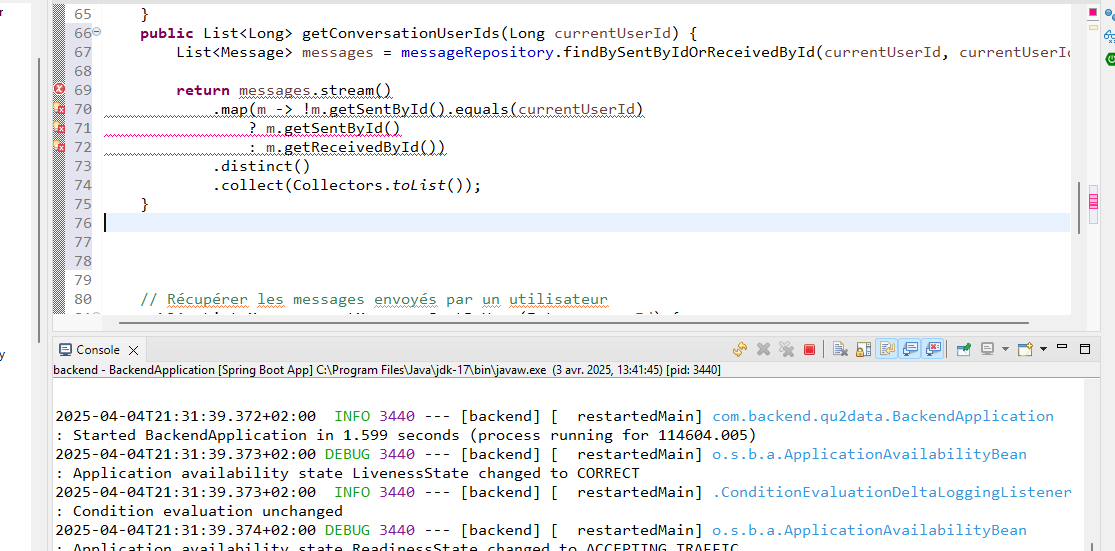 r
65     }
66     public List<Long> getConversationUserIds(Long currentUserId) {
67         List<Message> messages = messageRepository.findBySentByIdOrReceivedById(currentUserId, currentUserId
68
69         return messages.stream()
70             .map(m -> !m.getSentById().equals(currentUserId)
71                 ? m.getSentById()
72                 : m.getReceivedById())
73             .distinct()
74             .collect(Collectors.toList());
75     }
76
77
78
79
80     // Récupérer les messages envoyés par un utilisateur
y
Console
backend - BackendApplication [Spring Boot App] C:\Program Files\Java\jdk-17\bin\javaw.exe (3 avr. 2025, 13:41:45) [pid: 3440]
2025-04-04T21:31:39.372+02:00  INFO 3440 --- [backend] [  restartedMain] com.backend.qu2data.BackendApplication
: Started BackendApplication in 1.599 seconds (process running for 114604.005)
2025-04-04T21:31:39.373+02:00 DEBUG 3440 --- [backend] [  restartedMain] o.s.b.a.ApplicationAvailabilityBean
: Application availability state LivenessState changed to CORRECT
2025-04-04T21:31:39.373+02:00  INFO 3440 --- [backend] [  restartedMain] .ConditionEvaluationDeltaLoggingListener
: Condition evaluation unchanged
2025-04-04T21:31:39.374+02:00 DEBUG 3440 --- [backend] [  restartedMain] o.s.b.a.ApplicationAvailabilityBean
: Application availability state ReadinessState changed to ACCEPTING_TRAFFIC